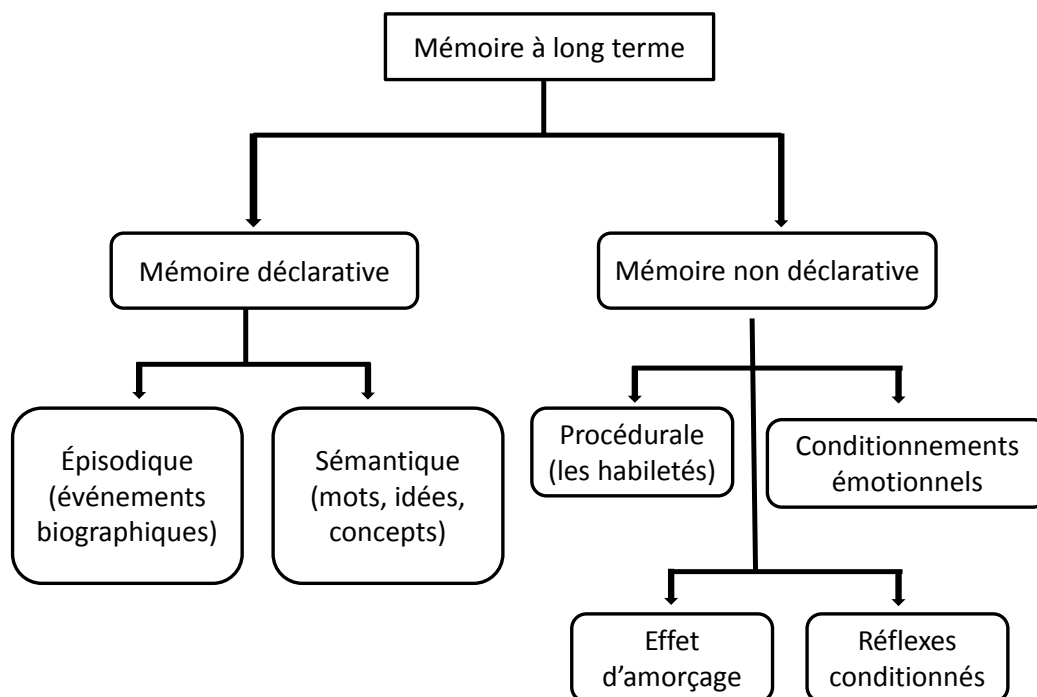 Mémoire à long terme
Mémoire déclarative
Mémoire non déclarative
Épisodique
(événements
biographiques)
Sémantique
(mots, idées,
concepts)
Procédurale
(les habiletés)
Conditionnements
émotionnels
Effet
d’amorçage
Réflexes
conditionnés